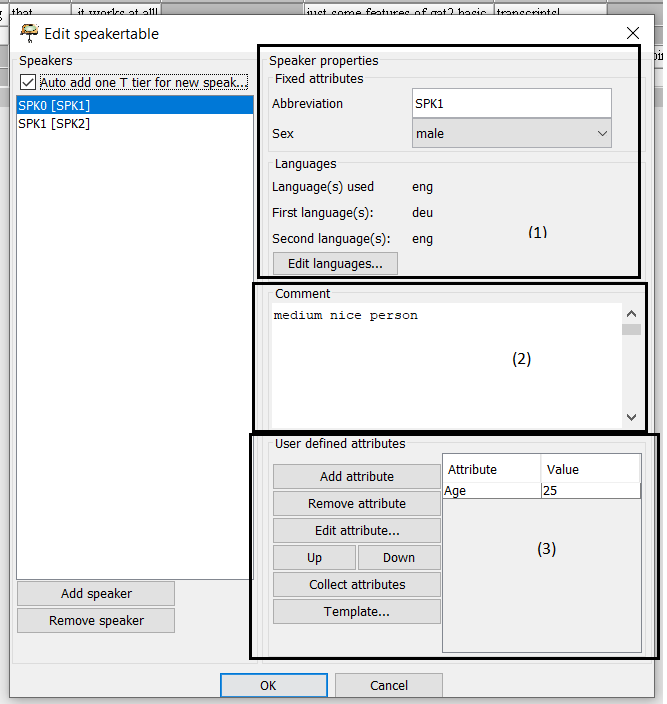 that
it works at all!
just some features of gat2 basic
transcripts!
Edit speakertable
Speakers
Auto add one T tier for new speak...
SPK0 [SPK1]
SPK1 [SPK2]
Add speaker
Remove speaker
Speaker properties
Fixed attributes
Abbreviation SPK1
Sex male
Languages
Language(s) used eng
First language(s): deu
Second language(s): eng
(1)
Edit languages...
Comment
medium nice person
(2)
User defined attributes
Add attribute
Remove attribute
Edit attribute...
Up Down
Collect attributes
Template...
Attribute Value
Age 25
(3)
OK Cancel